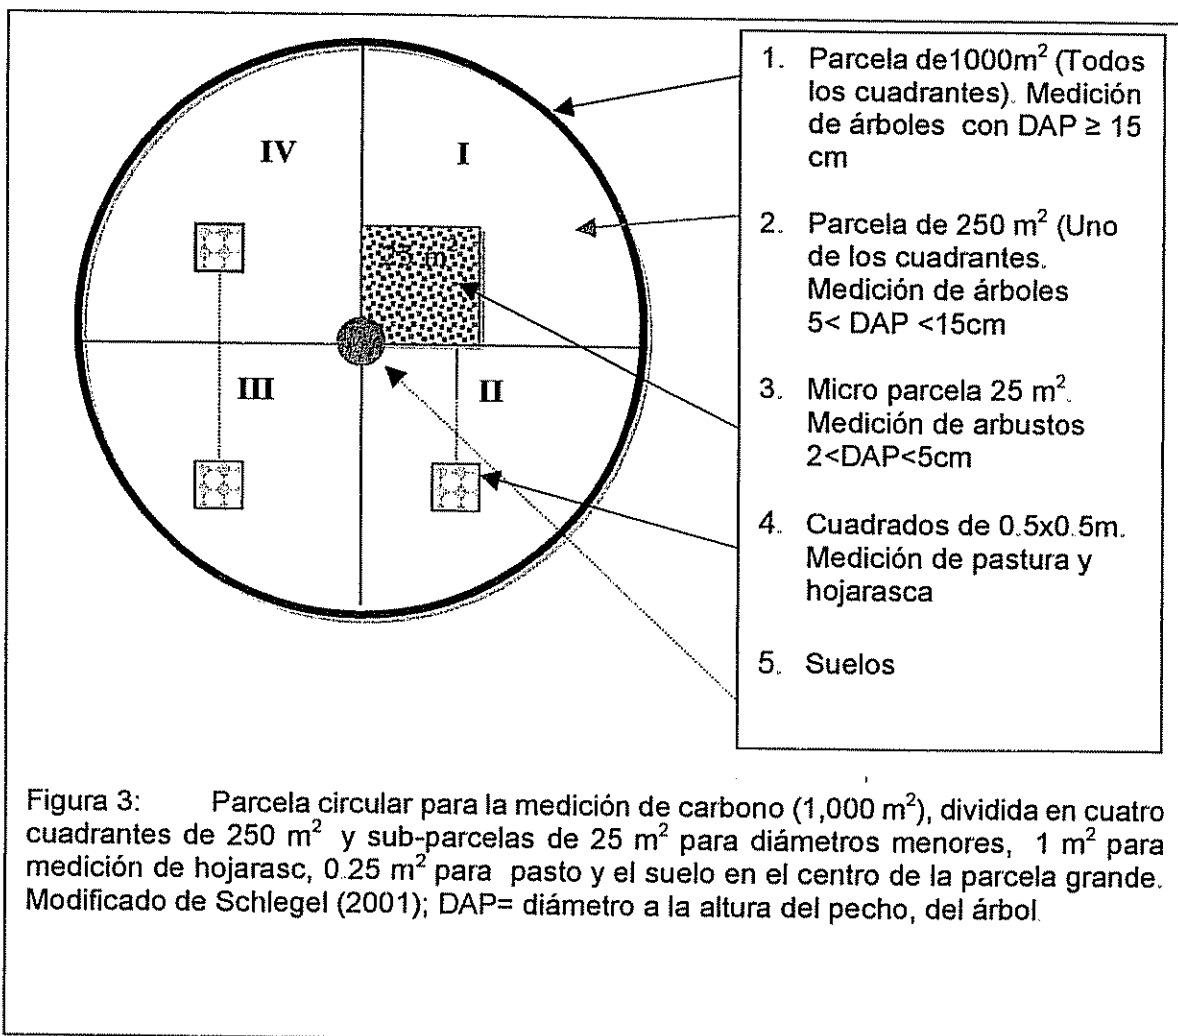 IV
I
25 m²
III
II
1. Parcela de1000m² (Todos
los cuadrantes). Medición
de árboles con DAP ≥ 15
cm
2. Parcela de 250 m² (Uno
de los cuadrantes.
Medición de árboles
5< DAP <15cm
3. Micro parcela 25 m².
Medición de arbustos
2<DAP<5cm
4. Cuadrados de 0.5x0.5m.
Medición de pastura y
hojarasca
5. Suelos
Figura 3: Parcela circular para la medición de carbono (1,000 m²), dividida en cuatro
cuadrantes de 250 m² y sub-parcelas de 25 m² para diámetros menores, 1 m² para
medición de hojarasc, 0.25 m² para pasto y el suelo en el centro de la parcela grande.
Modificado de Schlegel (2001); DAP= diámetro a la altura del pecho, del árbol